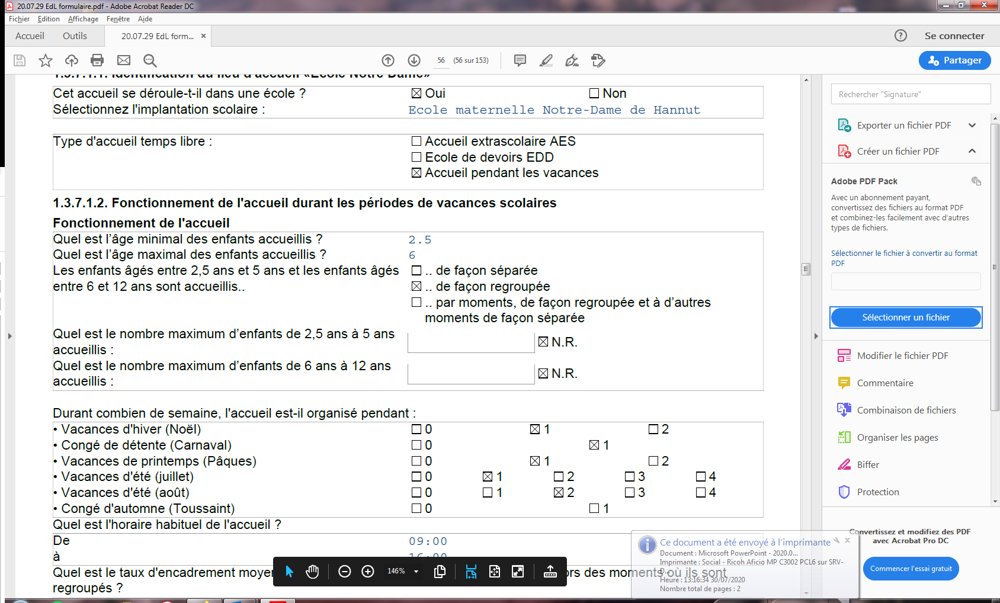 20.07.29 EdL formulaire.pdf - Adobe Acrobat Reader DC
Fichier Edition Affichage Fenêtre Aide
Accueil Outils 20.07.29 EdL form... × Se connecter
56 (56 sur 153) Partager
1.3.7.1.1. Identification du lieu d'accueil «Ecole Notre Dame»
Cet accueil se déroule-t-il dans une école ? Oui Non
Sélectionnez l'implantation scolaire : Ecole maternelle Notre-Dame de Hannut
Type d'accueil temps libre : Accueil extrascolaire AES
Ecole de devoirs EDD
Accueil pendant les vacances
1.3.7.1.2. Fonctionnement de l'accueil durant les périodes de vacances scolaires
Fonctionnement de l'accueil
Quel est l’âge minimal des enfants accueillis ? 2.5
Quel est l’âge maximal des enfants accueillis ? 6
Les enfants âgés entre 2,5 ans et 5 ans et les enfants âgés .. de façon séparée
entre 6 et 12 ans sont accueillis.. .. de façon regroupée
.. par moments, de façon regroupée et à d’autres
moments de façon séparée
Quel est le nombre maximum d’enfants de 2,5 ans à 5 ans
accueillis : N.R.
Quel est le nombre maximum d’enfants de 6 ans à 12 ans
accueillis : N.R.
Durant combien de semaine, l'accueil est-il organisé pendant :
• Vacances d'hiver (Noël) 0 1 2
• Congé de détente (Carnaval) 0 1
• Vacances de printemps (Pâques) 0 1 2
• Vacances d'été (juillet) 0 1 2 3 4
• Vacances d'été (août) 0 1 2 3 4
• Congé d'automne (Toussaint) 0 1
Quel est l'horaire habituel de l'accueil ?
De 09:00
à 16:00
Quel est le taux d'encadrement moyen ors des moments où ils sont
regroupés ?
146%
Rechercher "Signature"
Exporter un fichier PDF
Créer un fichier PDF
Adobe PDF Pack
Avec un abonnement payant,
convertissez des fichiers au format PDF
et combinez-les facilement avec d’autres
types de fichiers.
Sélectionner le fichier à convertir au format
PDF
Sélectionner un fichier
Modifier le fichier PDF
Commentaire
Combinaison de fichiers
Organiser les pages
Biffer
Protection
Convertissez et modifiez des PDF
avec Acrobat Pro DC
Commencer l'essai gratuit
Ce document a été envoyé à l’imprimante
Document : Microsoft PowerPoint - 2020.0...
Imprimante : Social - Ricoh Aficio MP C3002 PCL6 sur SRV-
D...
Heure : 13:16:34 30/07/2020
Nombre total de pages : 2